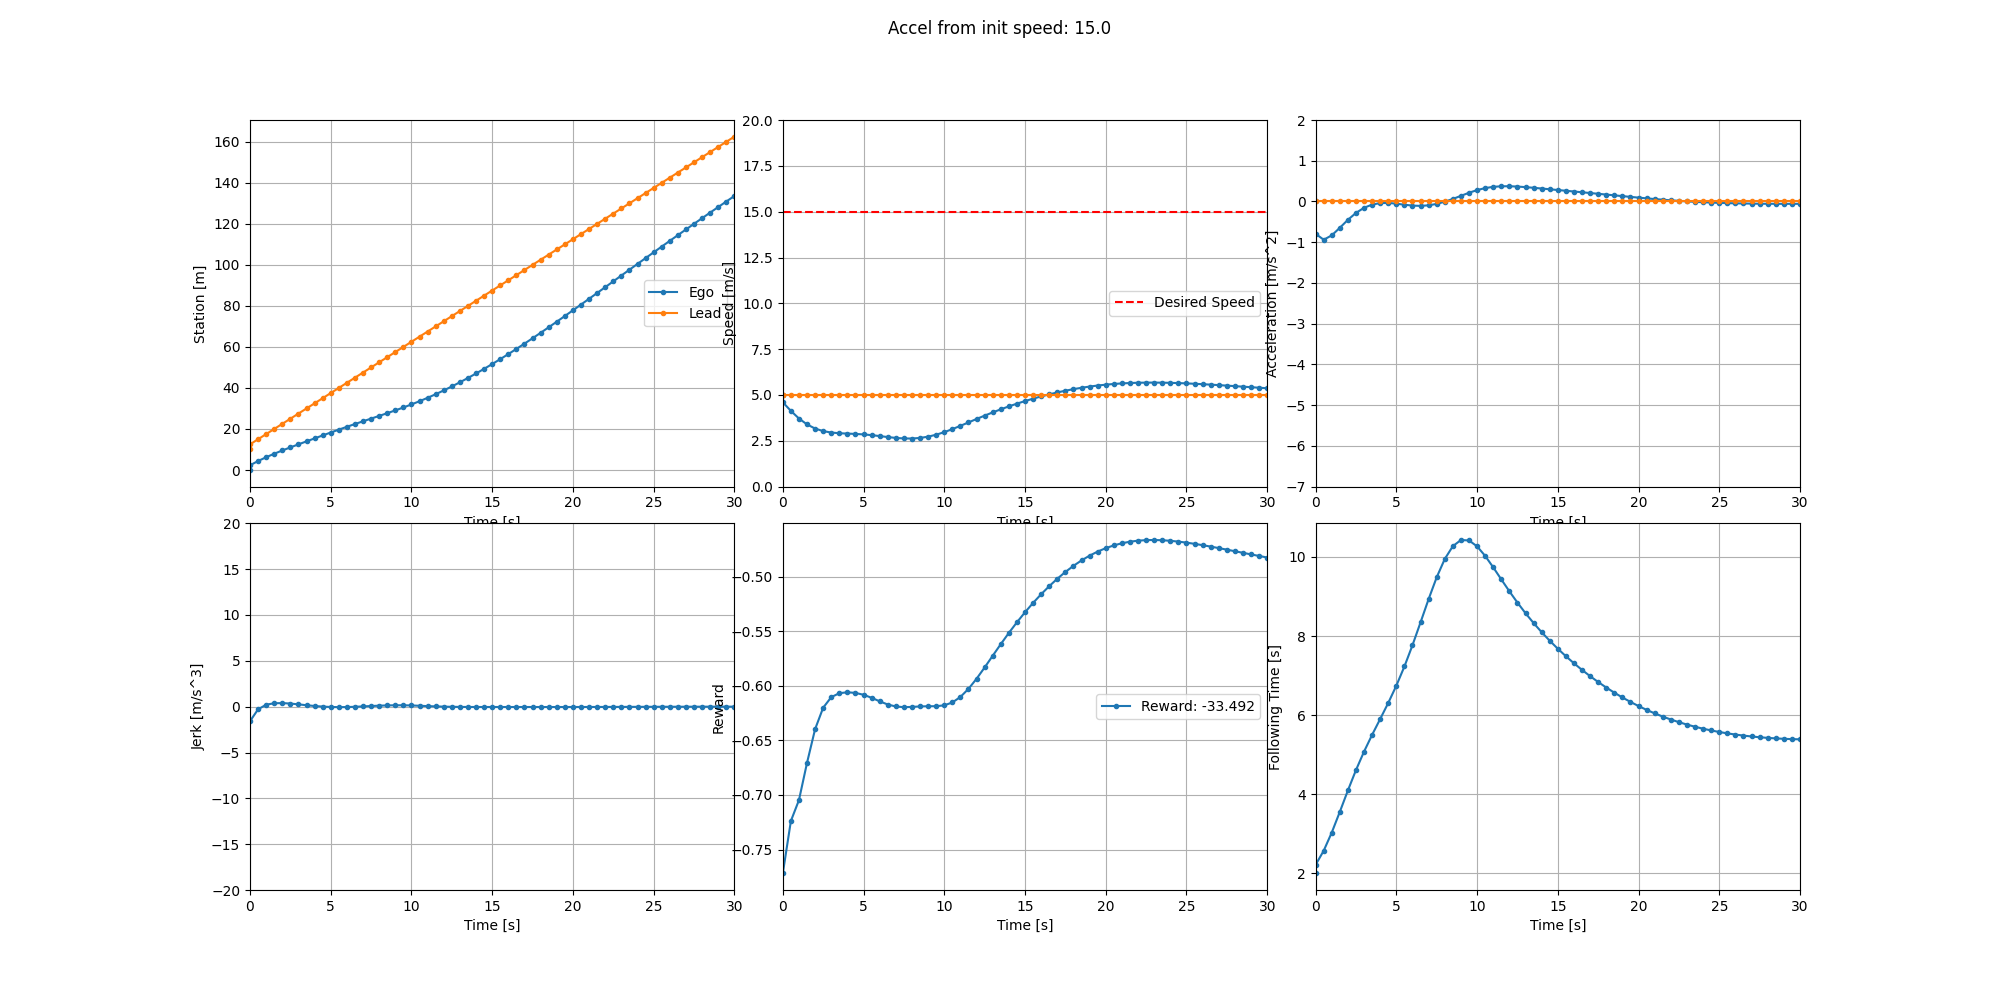 Accel from init speed: 15.0
Station [m]
160
140
120
100
80
60
40
20
0
0 5 10 15 20 25 30
Time [s]
Ego
Lead
Speed [m/s]
20.0
17.5
15.0
12.5
10.0
7.5
5.0
2.5
0.0
0 5 10 15 20 25 30
Time [s]
Desired Speed
Acceleration [m/s^2]
2
1
0
−1
−2
−3
−4
−5
−6
−7
0 5 10 15 20 25 30
Time [s]
Jerk [m/s^3]
20
15
10
5
0
−5
−10
−15
−20
0 5 10 15 20 25 30
Time [s]
Reward
−0.50
−0.55
−0.60
−0.65
−0.70
−0.75
0 5 10 15 20 25 30
Time [s]
Reward: -33.492
Following Time [s]
10
8
6
4
2
0 5 10 15 20 25 30
Time [s]